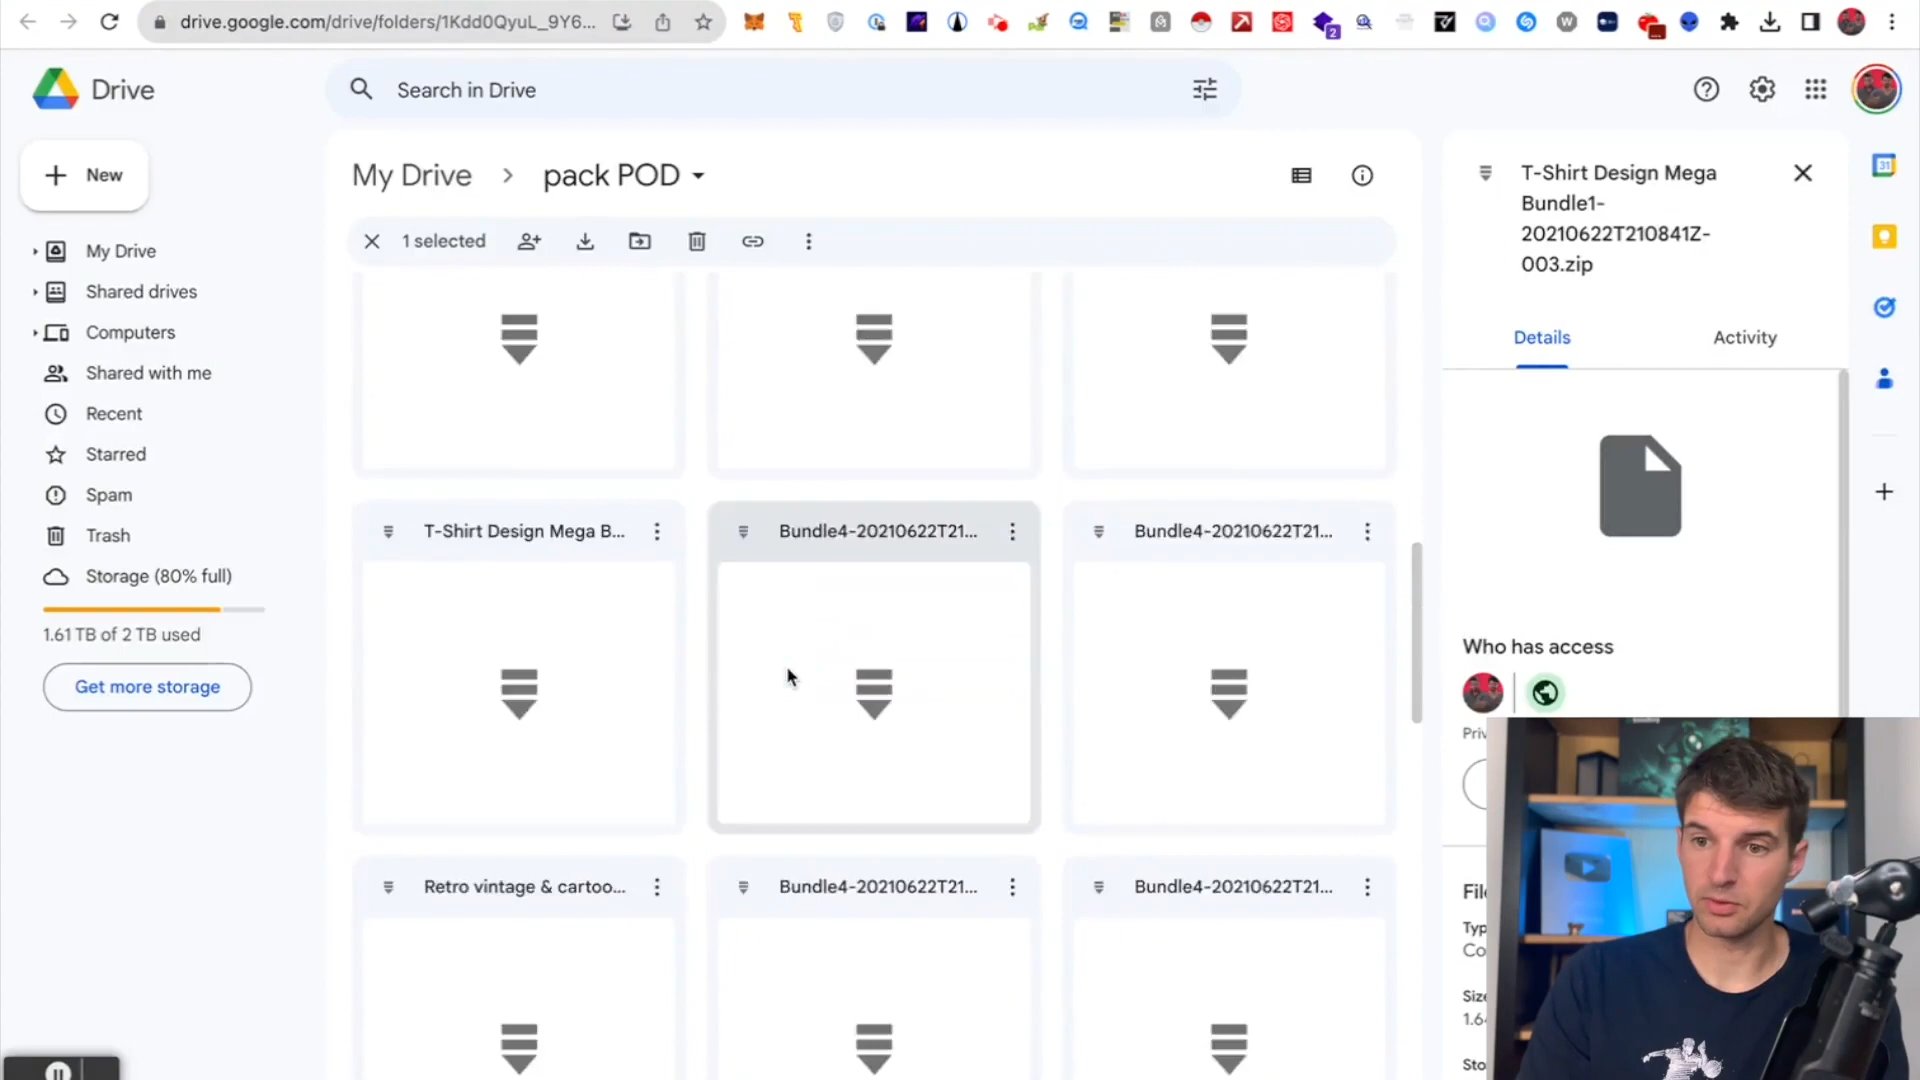 drive.google.com/drive/folders/1Kdd0QyuL_9Y6...
2
Drive
Search in Drive
New
My Drive
Shared drives
Computers
Shared with me
Recent
Starred
Spam
Trash
Storage (80% full)
1.61 TB of 2 TB used
Get more storage
My Drive > pack POD
1 selected
T-Shirt Design Mega B...
Bundle4-20210622T21...
Bundle4-20210622T21...
Retro vintage & cartoo...
Bundle4-20210622T21...
Bundle4-20210622T21...
T-Shirt Design Mega
Bundle1-
20210622T210841Z-
003.zip
Details
Activity
Who has access
31